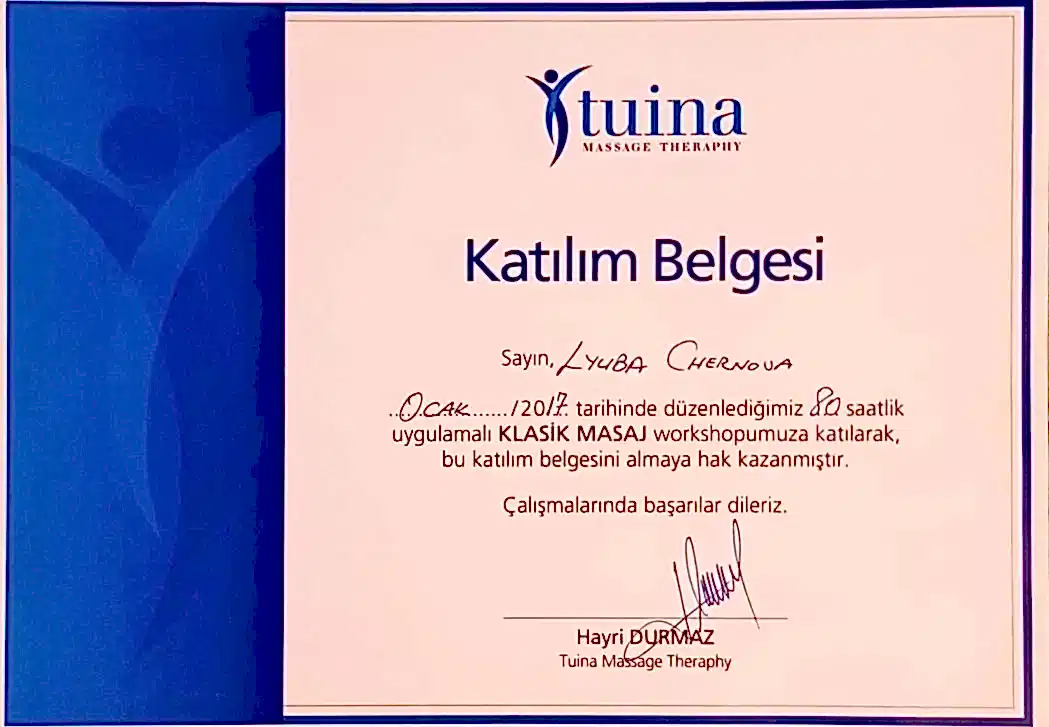 tuina
MASSAGE THERAPHY
Katılım Belgesi
Sayın, LYUBA CHERNOVA
..OCAK....../2017. tarihinde düzenlediğimiz 80 saatlik
uygulamalı KLASİK MASAJ workshopumuza katılarak,
bu katılım belgesini almaya hak kazanmıştır.
Çalışmalarında başarılar dileriz.
Hayri DURMAZ
Tuina Massage Theraphy